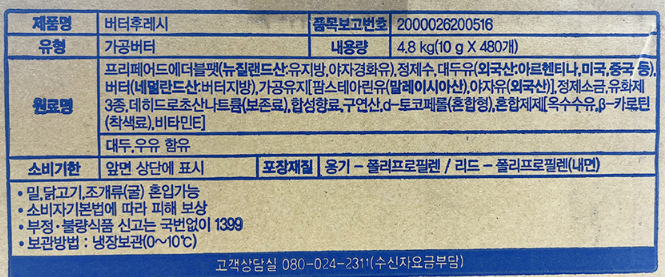 제품명 버터후레시 품목보고번호 2000026200516
유형 가공버터 내용량 4.8 kg(10 g X 480개)
프리페어드에더블팻(뉴질랜드산:유지방,야자경화유),정제수,대두유(외국산:아르헨티나,미국,중국 등),
버터(네덜란드산:버터지방),가공유지[팜스테아린유(말레이시아산),야자유(외국산)],정제소금,유화제
원료명 3종,데히드로초산나트륨(보존료),합성향료,구연산,d-토코페롤(혼합형),혼합제제[옥수수유,β-카로틴
(착색료),비타민E]
대두,우유 함유
소비기한 앞면 상단에 표시 포장재질 용기 - 폴리프로필렌 / 리드 - 폴리프로필렌(내면)
• 밀,닭고기,조개류(굴) 혼입가능
• 소비자기본법에 따라 피해 보상
• 부정·불량식품 신고는 국번없이 1399
• 보관방법 : 냉장보관(0~10℃)
고객상담실 080-024-2311(수신자요금부담)